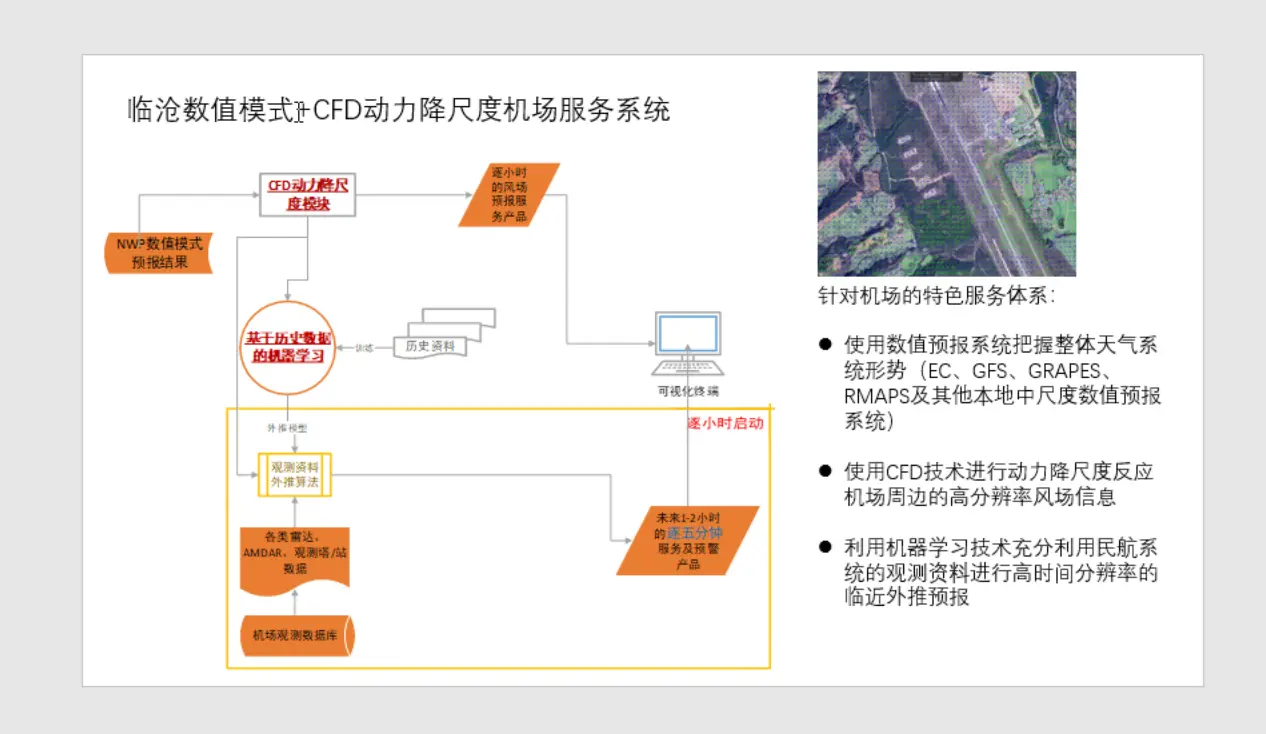 临沧数值模式+CFD动力降尺度机场服务系统
CFD动力降尺
度模块
逐小时
的风场
预报服
务产品
NWP数值模式
预报结果
基于历史数据
的机器学习
训练
历史资料
可视化终端
逐小时启动
外推模型
观测资料
外推算法
未来1-2小时
的逐五分钟
服务及预警
产品
各类雷达、
AMDAR、观测塔/站
数据
机场观测数据库
针对机场的特色服务体系：
● 使用数值预报系统把握整体天气系
统形势（EC、GFS、GRAPES、
RMAPS及其他本地中尺度数值预报
系统）
● 使用CFD技术进行动力降尺度反应
机场周边的高分辨率风场信息
● 利用机器学习技术充分利用民航系
统的观测资料进行高时间分辨率的
临近外推预报